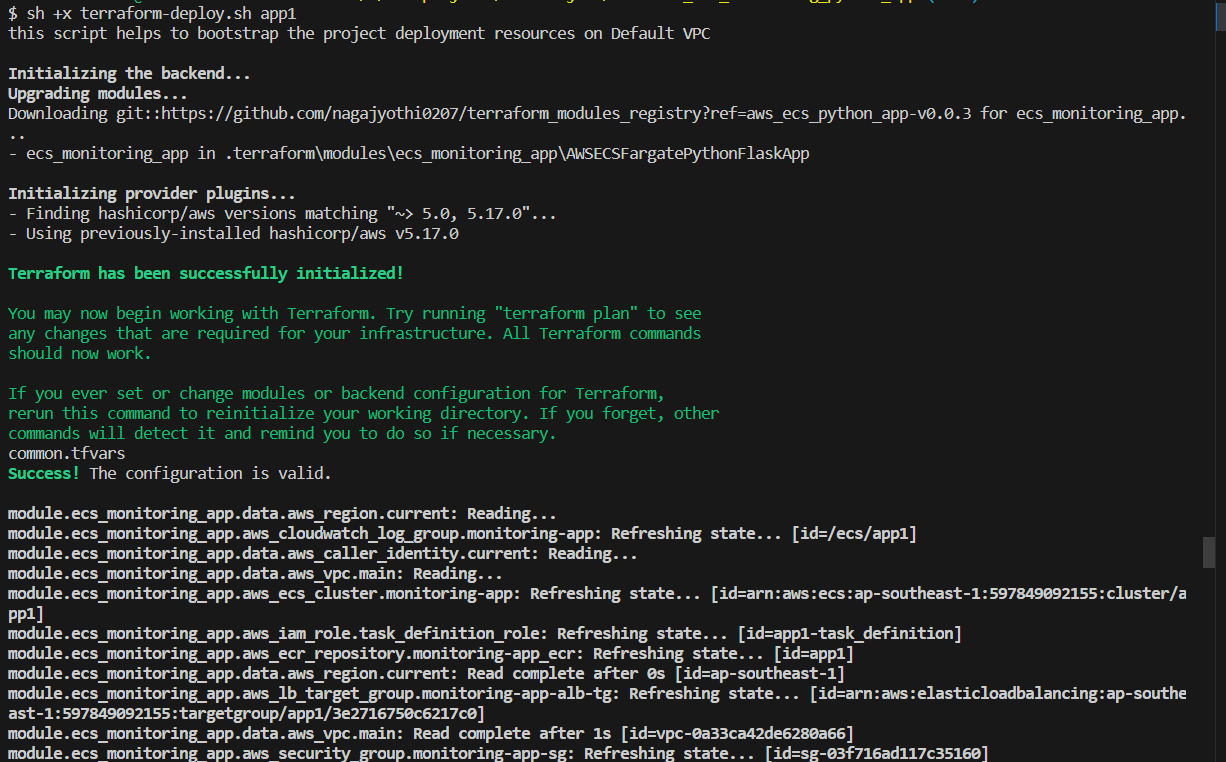 $ sh +x terraform-deploy.sh app1
this script helps to bootstrap the project deployment resources on Default VPC
Initializing the backend...
Upgrading modules...
Downloading git::https://github.com/nagajyothi0207/terraform_modules_registry?ref=aws_ecs_python_app-v0.0.3 for ecs_monitoring_app.
..
- ecs_monitoring_app in .terraform\modules\ecs_monitoring_app\AWSECSFargatePythonFlaskApp
Initializing provider plugins...
- Finding hashicorp/aws versions matching "~> 5.0, 5.17.0"...
- Using previously-installed hashicorp/aws v5.17.0
Terraform has been successfully initialized!
You may now begin working with Terraform. Try running "terraform plan" to see
any changes that are required for your infrastructure. All Terraform commands
should now work.
If you ever set or change modules or backend configuration for Terraform,
rerun this command to reinitialize your working directory. If you forget, other
commands will detect it and remind you to do so if necessary.
common.tfvars
Success! The configuration is valid.
module.ecs_monitoring_app.data.aws_region.current: Reading...
module.ecs_monitoring_app.aws_cloudwatch_log_group.monitoring-app: Refreshing state... [id=/ecs/app1]
module.ecs_monitoring_app.data.aws_caller_identity.current: Reading...
module.ecs_monitoring_app.data.aws_vpc.main: Reading...
module.ecs_monitoring_app.aws_ecs_cluster.monitoring-app: Refreshing state... [id=arn:aws:ecs:ap-southeast-1:597849092155:cluster/a
pp1]
module.ecs_monitoring_app.aws_iam_role.task_definition_role: Refreshing state... [id=app1-task_definition]
module.ecs_monitoring_app.aws_ecr_repository.monitoring-app_ecr: Refreshing state... [id=app1]
module.ecs_monitoring_app.data.aws_region.current: Read complete after 0s [id=ap-southeast-1]
module.ecs_monitoring_app.aws_lb_target_group.monitoring-app-alb-tg: Refreshing state... [id=arn:aws:elasticloadbalancing:ap-southe
ast-1:597849092155:targetgroup/app1/3e2716750c6217c0]
module.ecs_monitoring_app.data.aws_vpc.main: Read complete after 1s [id=vpc-0a33ca42de6280a66]
module.ecs_monitoring_app.aws_security_group.monitoring-app-sg: Refreshing state... [id=sg-03f716ad117c35160]